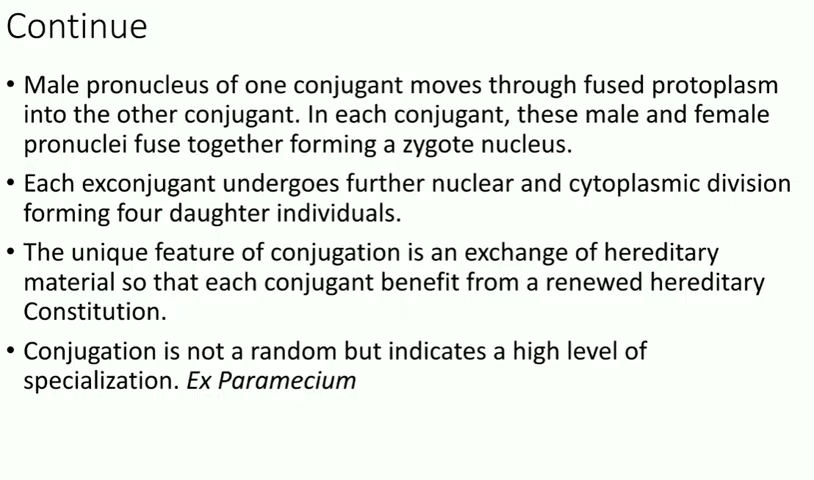 Continue
• Male pronucleus of one conjugant moves through fused protoplasm
into the other conjugant. In each conjugant, these male and female
pronuclei fuse together forming a zygote nucleus.
• Each exconjugant undergoes further nuclear and cytoplasmic division
forming four daughter individuals.
• The unique feature of conjugation is an exchange of hereditary
material so that each conjugant benefit from a renewed hereditary
Constitution.
• Conjugation is not a random but indicates a high level of
specialization. Ex Paramecium